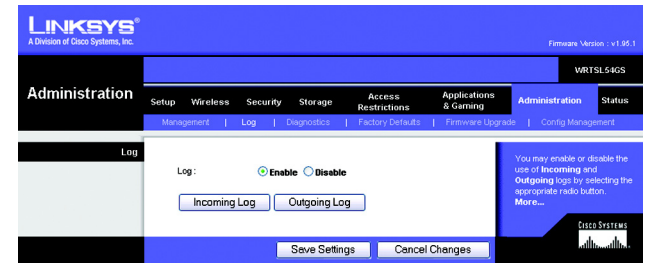 LINKSYS®
A Division of Cisco Systems, Inc.
Firmware Version : v1.95.1
WRTSL54GS
Administration
Setup Wireless Security Storage Access Restrictions Applications & Gaming Administration Status
Management | Log | Diagnostics | Factory Defaults | Firmware Upgrade | Config Management
Log
Log : Enable Disable
Incoming Log Outgoing Log
You may enable or disable the
use of Incoming and
Outgoing logs by selecting the
appropriate radio button.
More...
CISCO SYSTEMS
Save Settings Cancel Changes